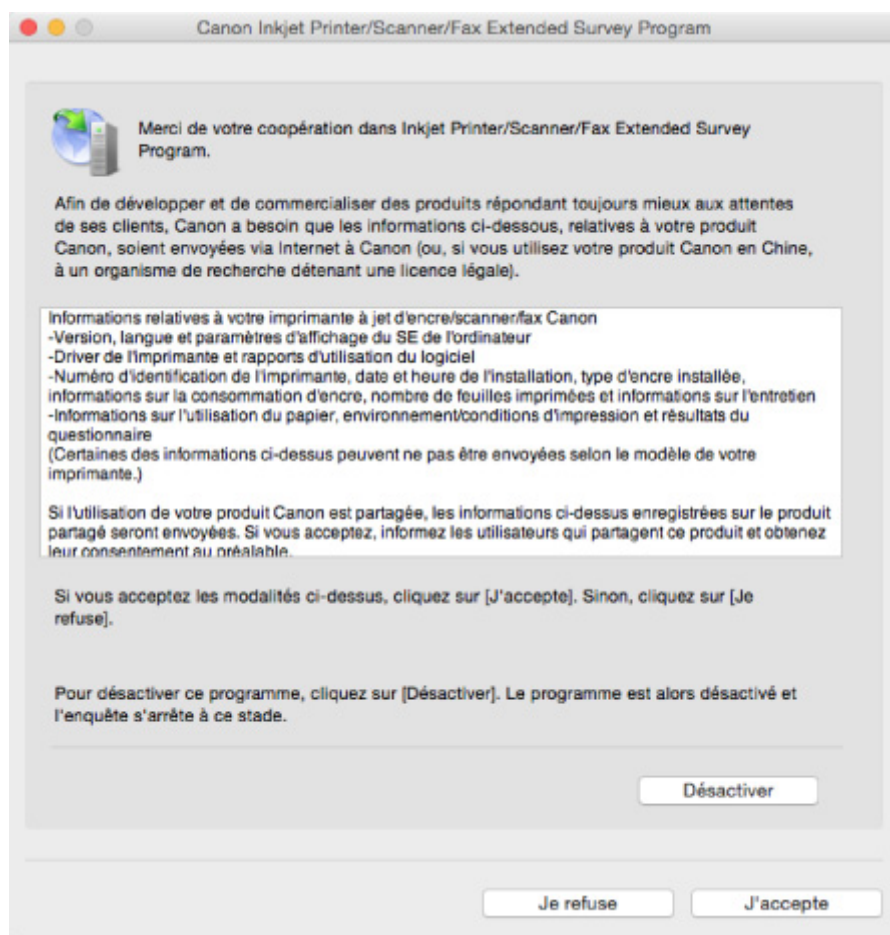 Canon Inkjet Printer/Scanner/Fax Extended Survey Program
Merci de votre coopération dans Inkjet Printer/Scanner/Fax Extended Survey
Program.
Afin de développer et de commercialiser des produits répondant toujours mieux aux attentes
de ses clients, Canon a besoin que les informations ci-dessous, relatives à votre produit
Canon, soient envoyées via Internet à Canon (ou, si vous utilisez votre produit Canon en Chine,
à un organisme de recherche détenant une licence légale).
Informations relatives à votre imprimante à jet d'encre/scanner/fax Canon
-Version, langue et paramètres d'affichage du SE de l'ordinateur
-Driver de l'imprimante et rapports d'utilisation du logiciel
-Numéro d'identification de l'imprimante, date et heure de l'installation, type d'encre installée,
informations sur la consommation d'encre, nombre de feuilles imprimées et informations sur l'entretien
-Informations sur l'utilisation du papier, environnement/conditions d'impression et résultats du
questionnaire
(Certaines des informations ci-dessus peuvent ne pas être envoyées selon le modèle de votre
imprimante.)
Si l'utilisation de votre produit Canon est partagée, les informations ci-dessus enregistrées sur le produit
partagé seront envoyées. Si vous acceptez, informez les utilisateurs qui partagent ce produit et obtenez
leur consentement au préalable.
Si vous acceptez les modalités ci-dessus, cliquez sur [J'accepte]. Sinon, cliquez sur [Je
refuse].
Pour désactiver ce programme, cliquez sur [Désactiver]. Le programme est alors désactivé et
l'enquête s'arrête à ce stade.
Désactiver
Je refuse
J'accepte